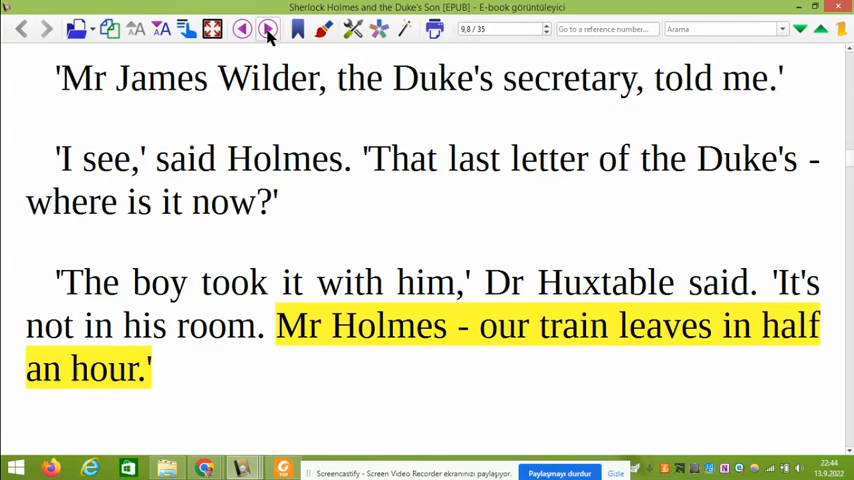 Sherlock Holmes and the Duke's Son [EPUB] - E-book görüntüleyici
9,8 / 35
Go to a reference number...
Arama
'Mr James Wilder, the Duke's secretary, told me.'
'I see,' said Holmes. 'That last letter of the Duke's -
where is it now?'
'The boy took it with him,' Dr Huxtable said. 'It's
not in his room. Mr Holmes - our train leaves in half
an hour.'
Screencastify - Screen Video Recorder ekranınızı paylaşıyor.
Paylaşmayı durdur
Gizle
22:44
13.9.2022